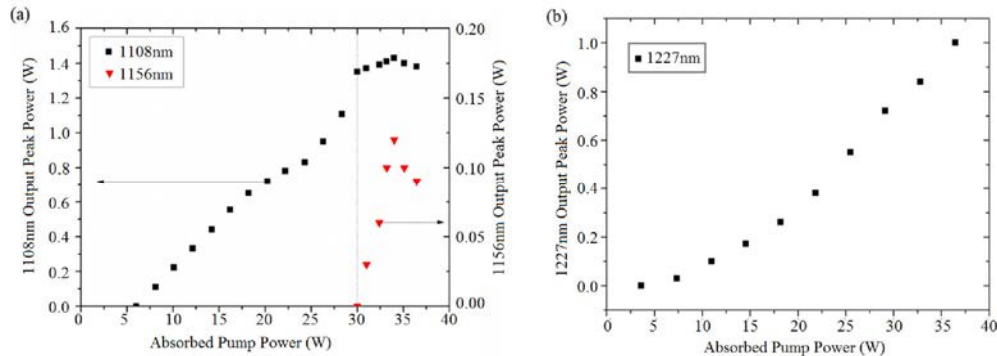 (a)
1108nm
1156nm
1108nm Output Peak Power (W)
1.6
1.4
1.2
1.0
0.8
0.6
0.4
0.2
0.0
0.20
0.15
0.10
0.05
0.00
1156nm Output Peak Power (W)
0 5 10 15 20 25 30 35 40
Absorbed Pump Power (W)
(b)
1227nm
1227nm Output Peak Power (W)
1.0
0.8
0.6
0.4
0.2
0.0
0 5 10 15 20 25 30 35 40
Absorbed Pump Power (W)